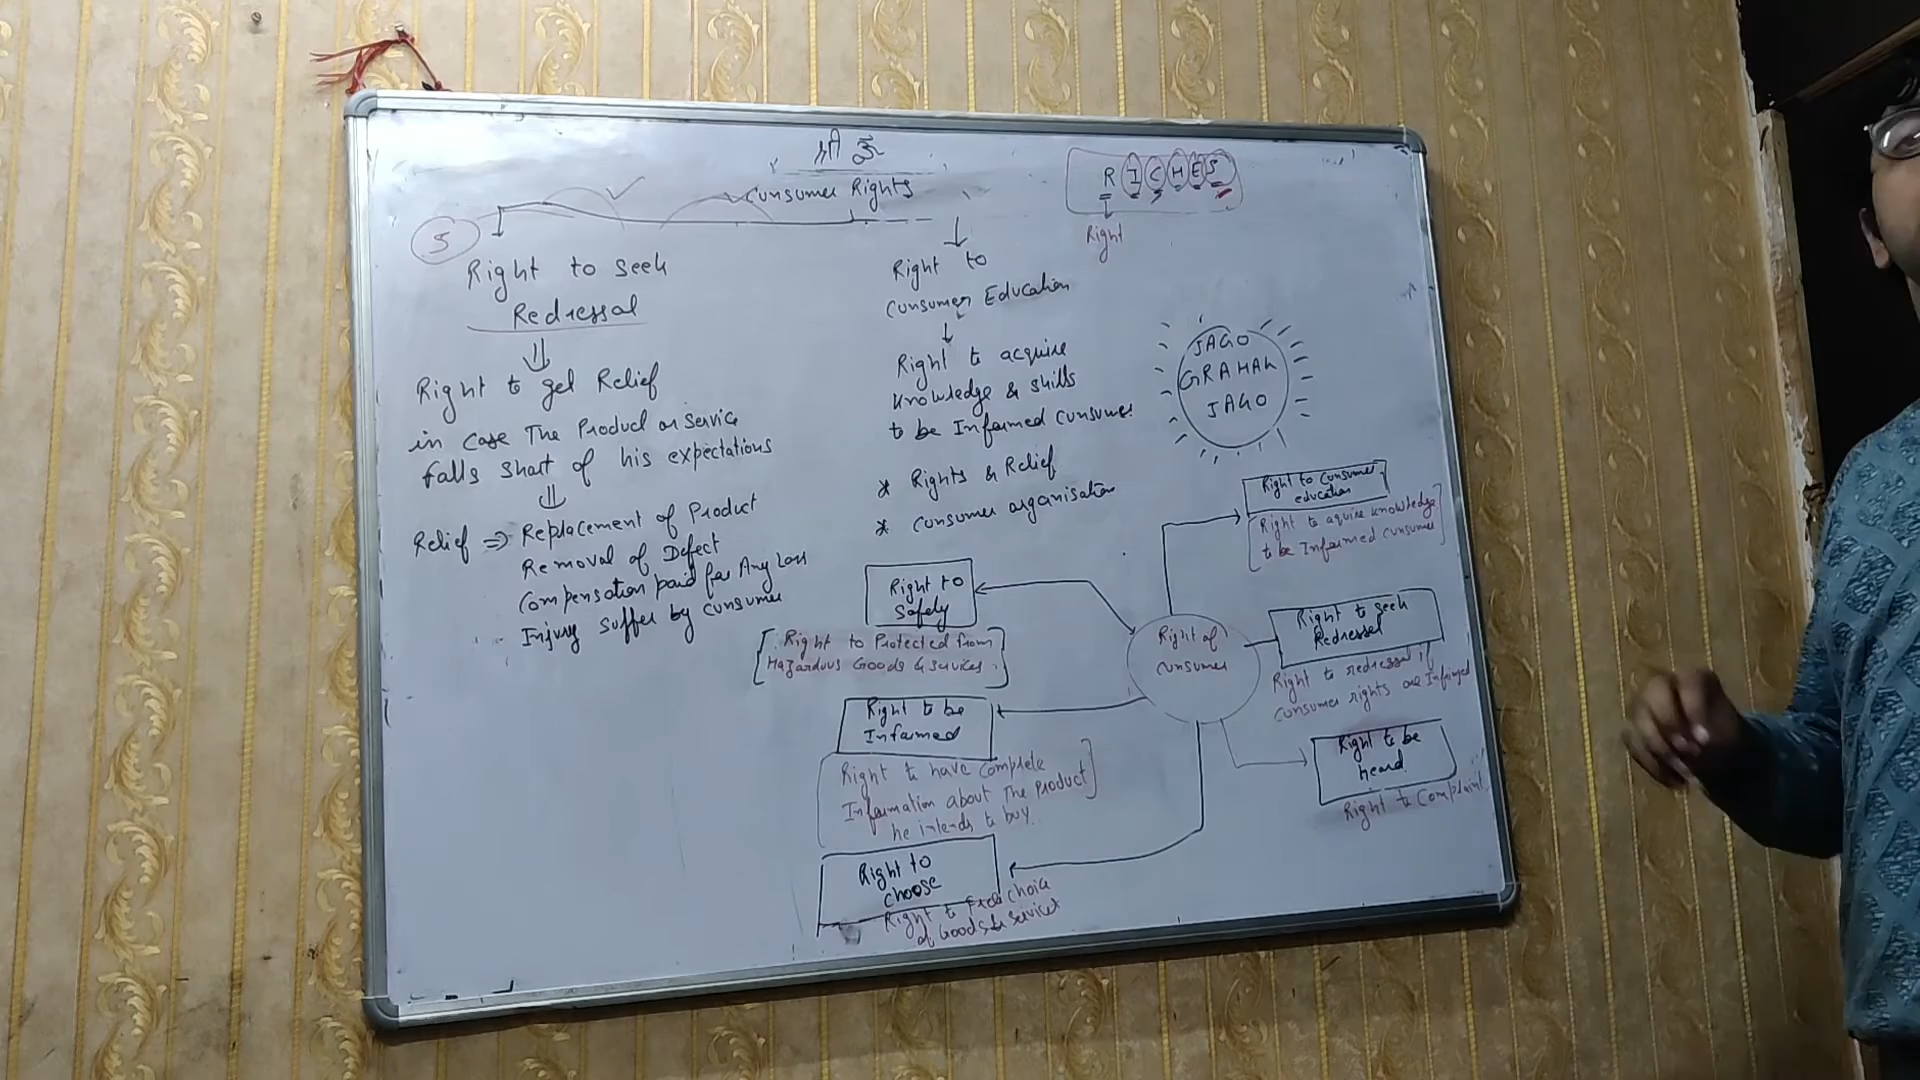 श्री
Consumer Rights
RICHES
Right
5
Right to seek
Redressal
Right to get Relief
in case The Product or Service
falls short of his expectations
Relief ⇒ Replacement of Product
Removal of Defect
Compensation paid for Any Loss
Injury suffer by consumer
Right to
Consumer Education
Right to acquire
knowledge & skills
to be Informed consumer
* Rights & Relief
* Consumer organisation
JAGO
GRAHAK
JAGO
Right of
consumer
Right to
Safely
Right to Protected from
Hazardous Goods & services.
Right to be
Informed
Right to have complete
Information about The Product
he intends to buy.
Right to
choose
Right to free choice
of Goods & services
Right to Consumer
education
Right to aquire knowledge
to be Informed consumer
Right to seek
Redressal
Right to redressal if
consumer rights are Infringed
Right to be
heard
Right to Complaint